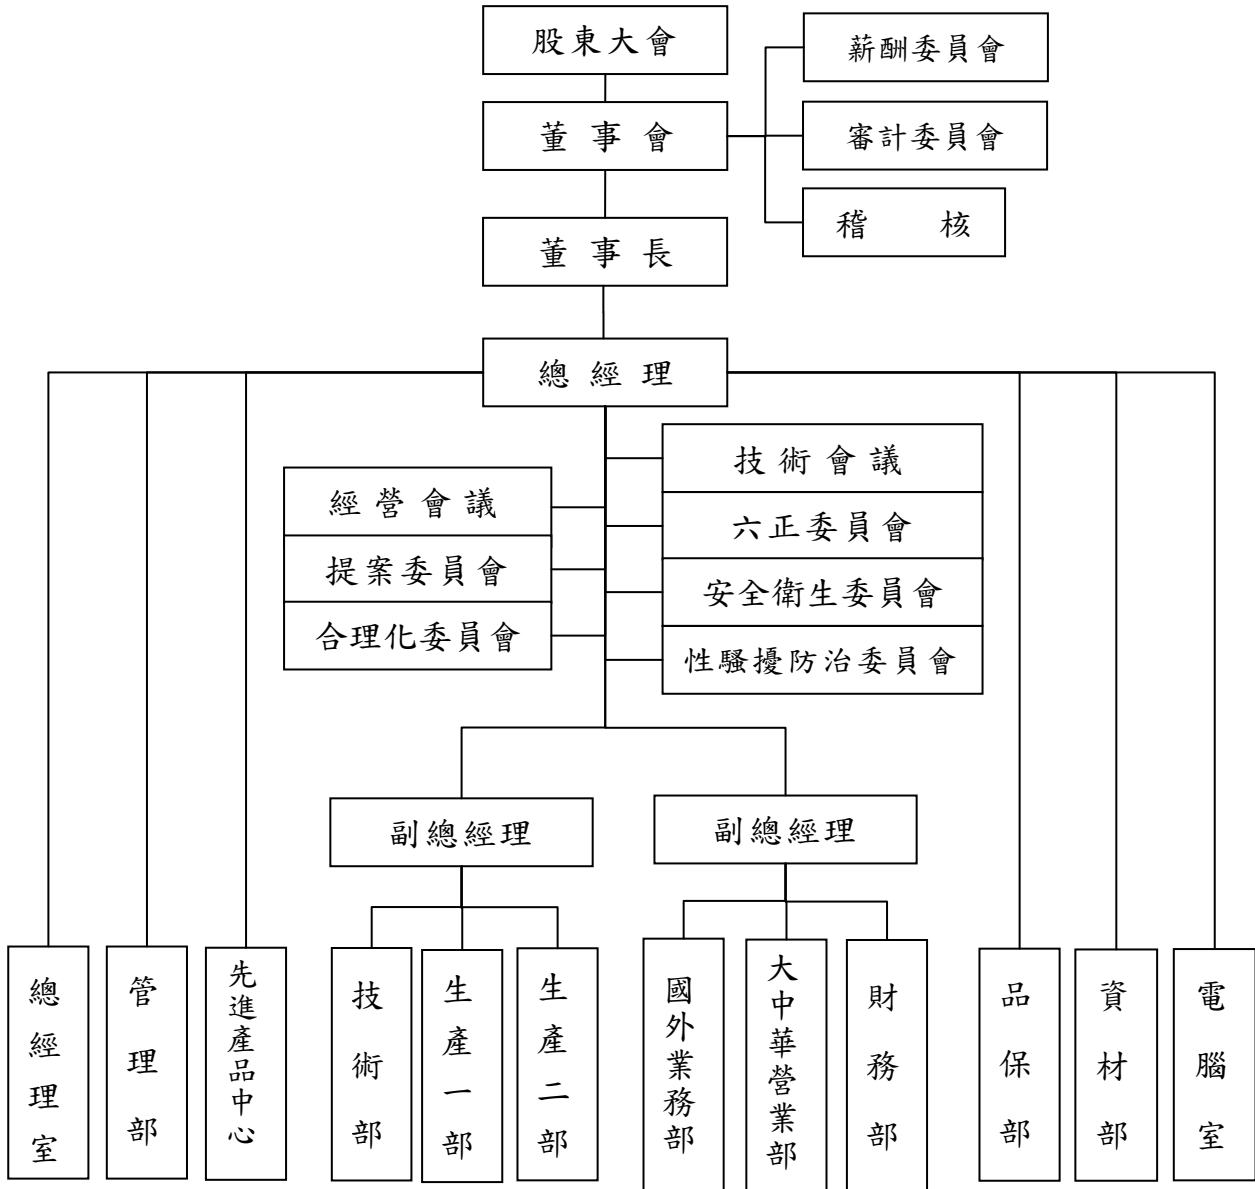 股東大會
薪酬委員會
董事會
審計委員會
稽核
董事長
總經理
技術會議
經營會議
六正委員會
提案委員會
安全衛生委員會
合理化委員會
性騷擾防治委員會
副總經理
副總經理
總經理室
管理部
先進產品中心
技術部
生產一部
生產二部
國外業務部
大中華營業部
財務部
品保部
資材部
電腦室